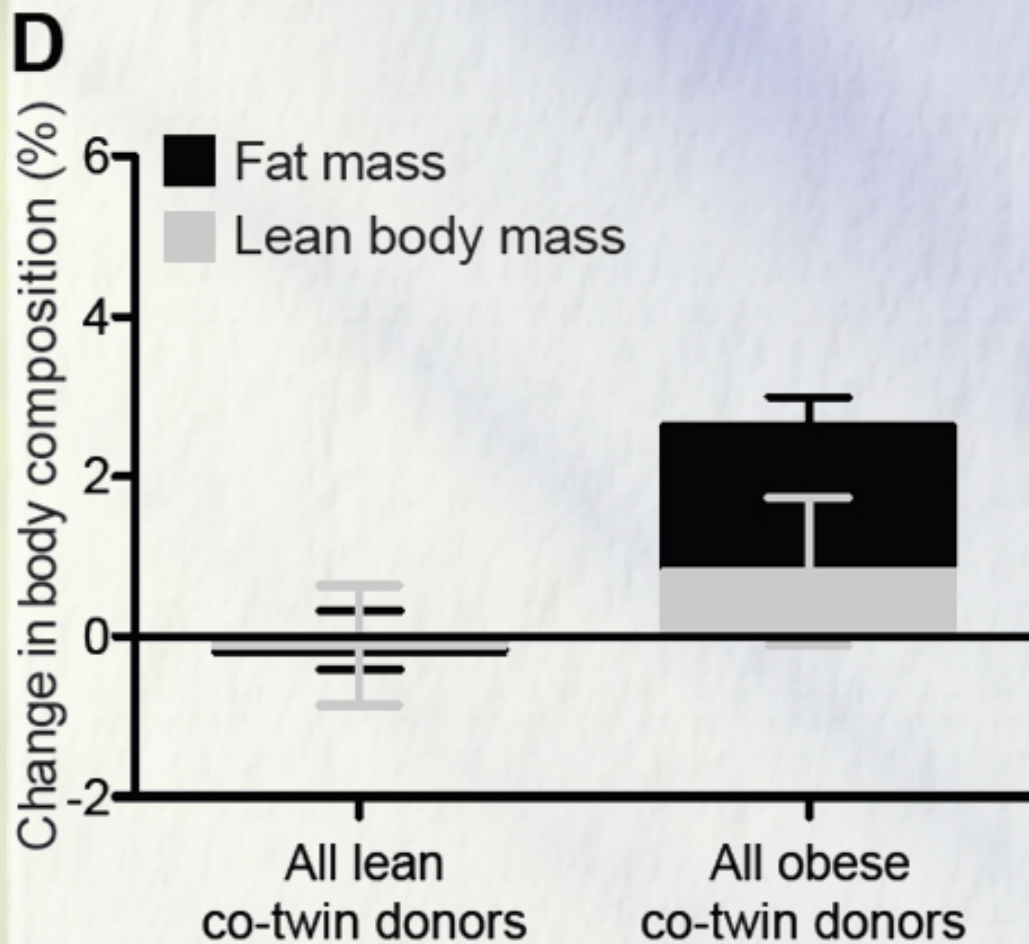 D
Change in body composition (%)
6
4
2
0
-2
Fat mass
Lean body mass
All lean
co-twin donors
All obese
co-twin donors